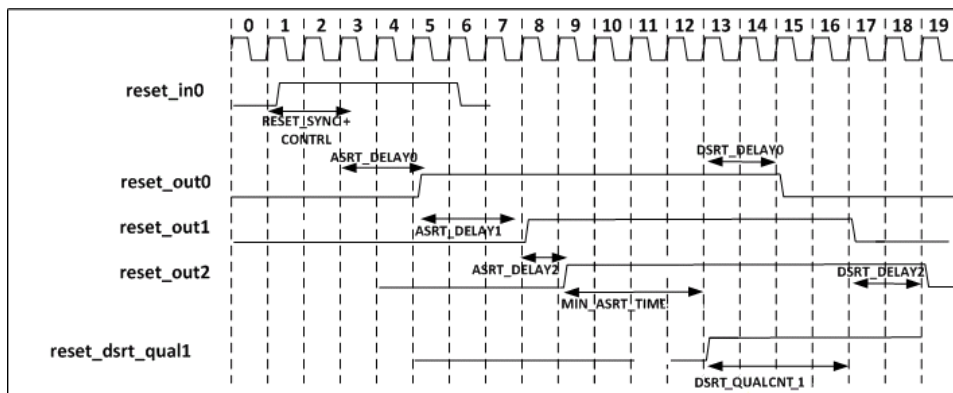 0 1 2 3 4 5 6 7 8 9 10 11 12 13 14 15 16 17 18 19
reset_in0
RESET_SYNC+
CONTRL
ASRT_DELAY0
DSRT_DELAY0
reset_out0
reset_out1
ASRT_DELAY1
reset_out2
ASRT_DELAY2
DSRT_DELAY2
MIN_ASRT_TIME
reset_dsrt_qual1
DSRT_QUALCNT_1